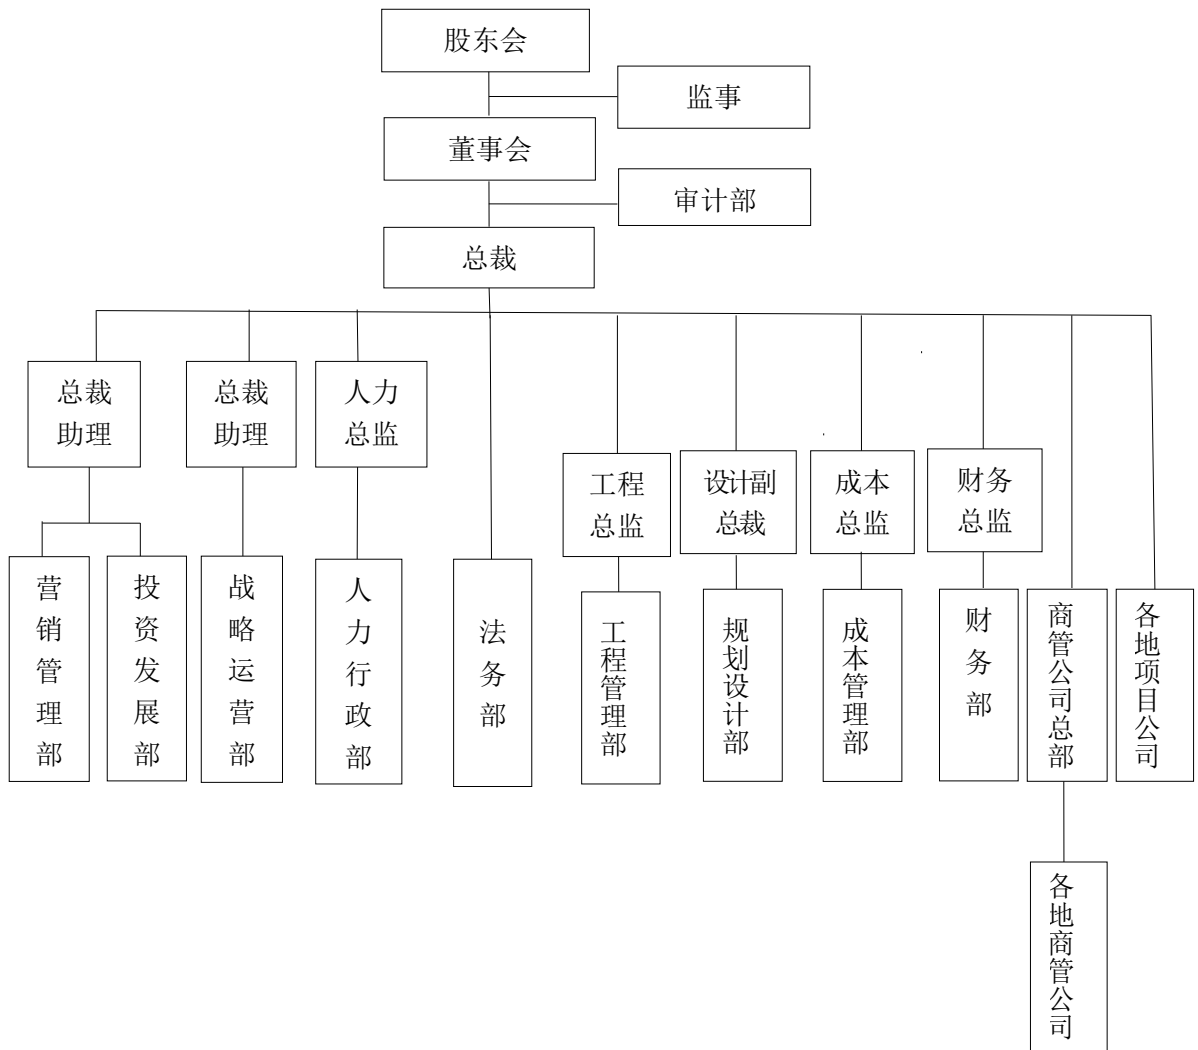 股东会
监事
董事会
审计部
总裁
总裁
助理
总裁
助理
人力
总监
工程
总监
设计副
总裁
成本
总监
财务
总监
营销管理部
投资发展部
战略运营部
人力行政部
法务部
工程管理部
规划设计部
成本管理部
财务部
商管公司总部
各地项目公司
各地商管公司